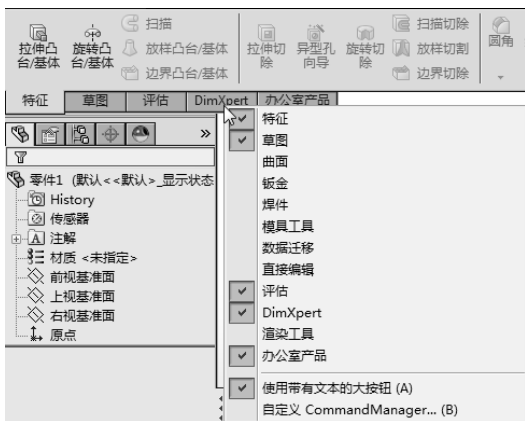 拉伸凸台/基体
旋转凸台/基体
扫描
放样凸台/基体
边界凸台/基体
拉伸切除
异型孔向导
旋转切除
扫描切除
放样切割
边界切除
圆角
特征 草图 评估 DimXpert 办公室产品
零件1 (默认<<默认>_显示状态
History
传感器
A 注解
材质 <未指定>
前视基准面
上视基准面
右视基准面
原点
特征
草图
曲面
钣金
焊件
模具工具
数据迁移
直接编辑
评估
DimXpert
渲染工具
办公室产品
使用带有文本的大按钮 (A)
自定义 CommandManager... (B)